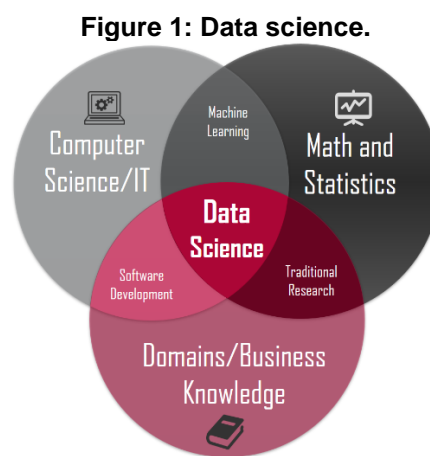 Figure 1: Data science.
Machine
Learning
Computer
Science/IT
Math and
Statistics
Data
Science
Software
Development
Traditional
Research
Domains/Business
Knowledge